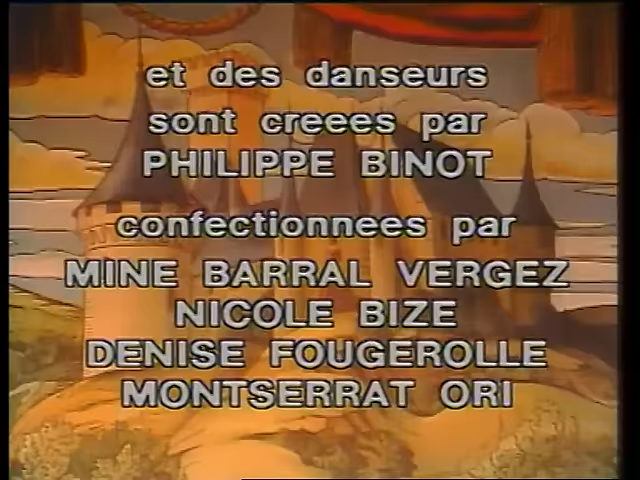 et des danseurs
sont creees par
PHILIPPE BINOT
confectionnees par
MINE BARRAL VERGEZ
NICOLE BIZE
DENISE FOUGEROLLE
MONTSERRAT ORI